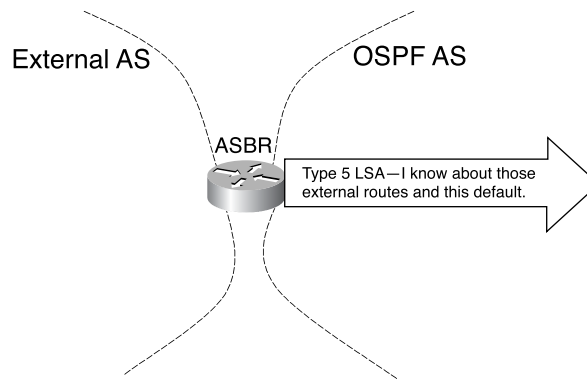 External AS
OSPF AS
ASBR
Type 5 LSA—I know about those
external routes and this default.